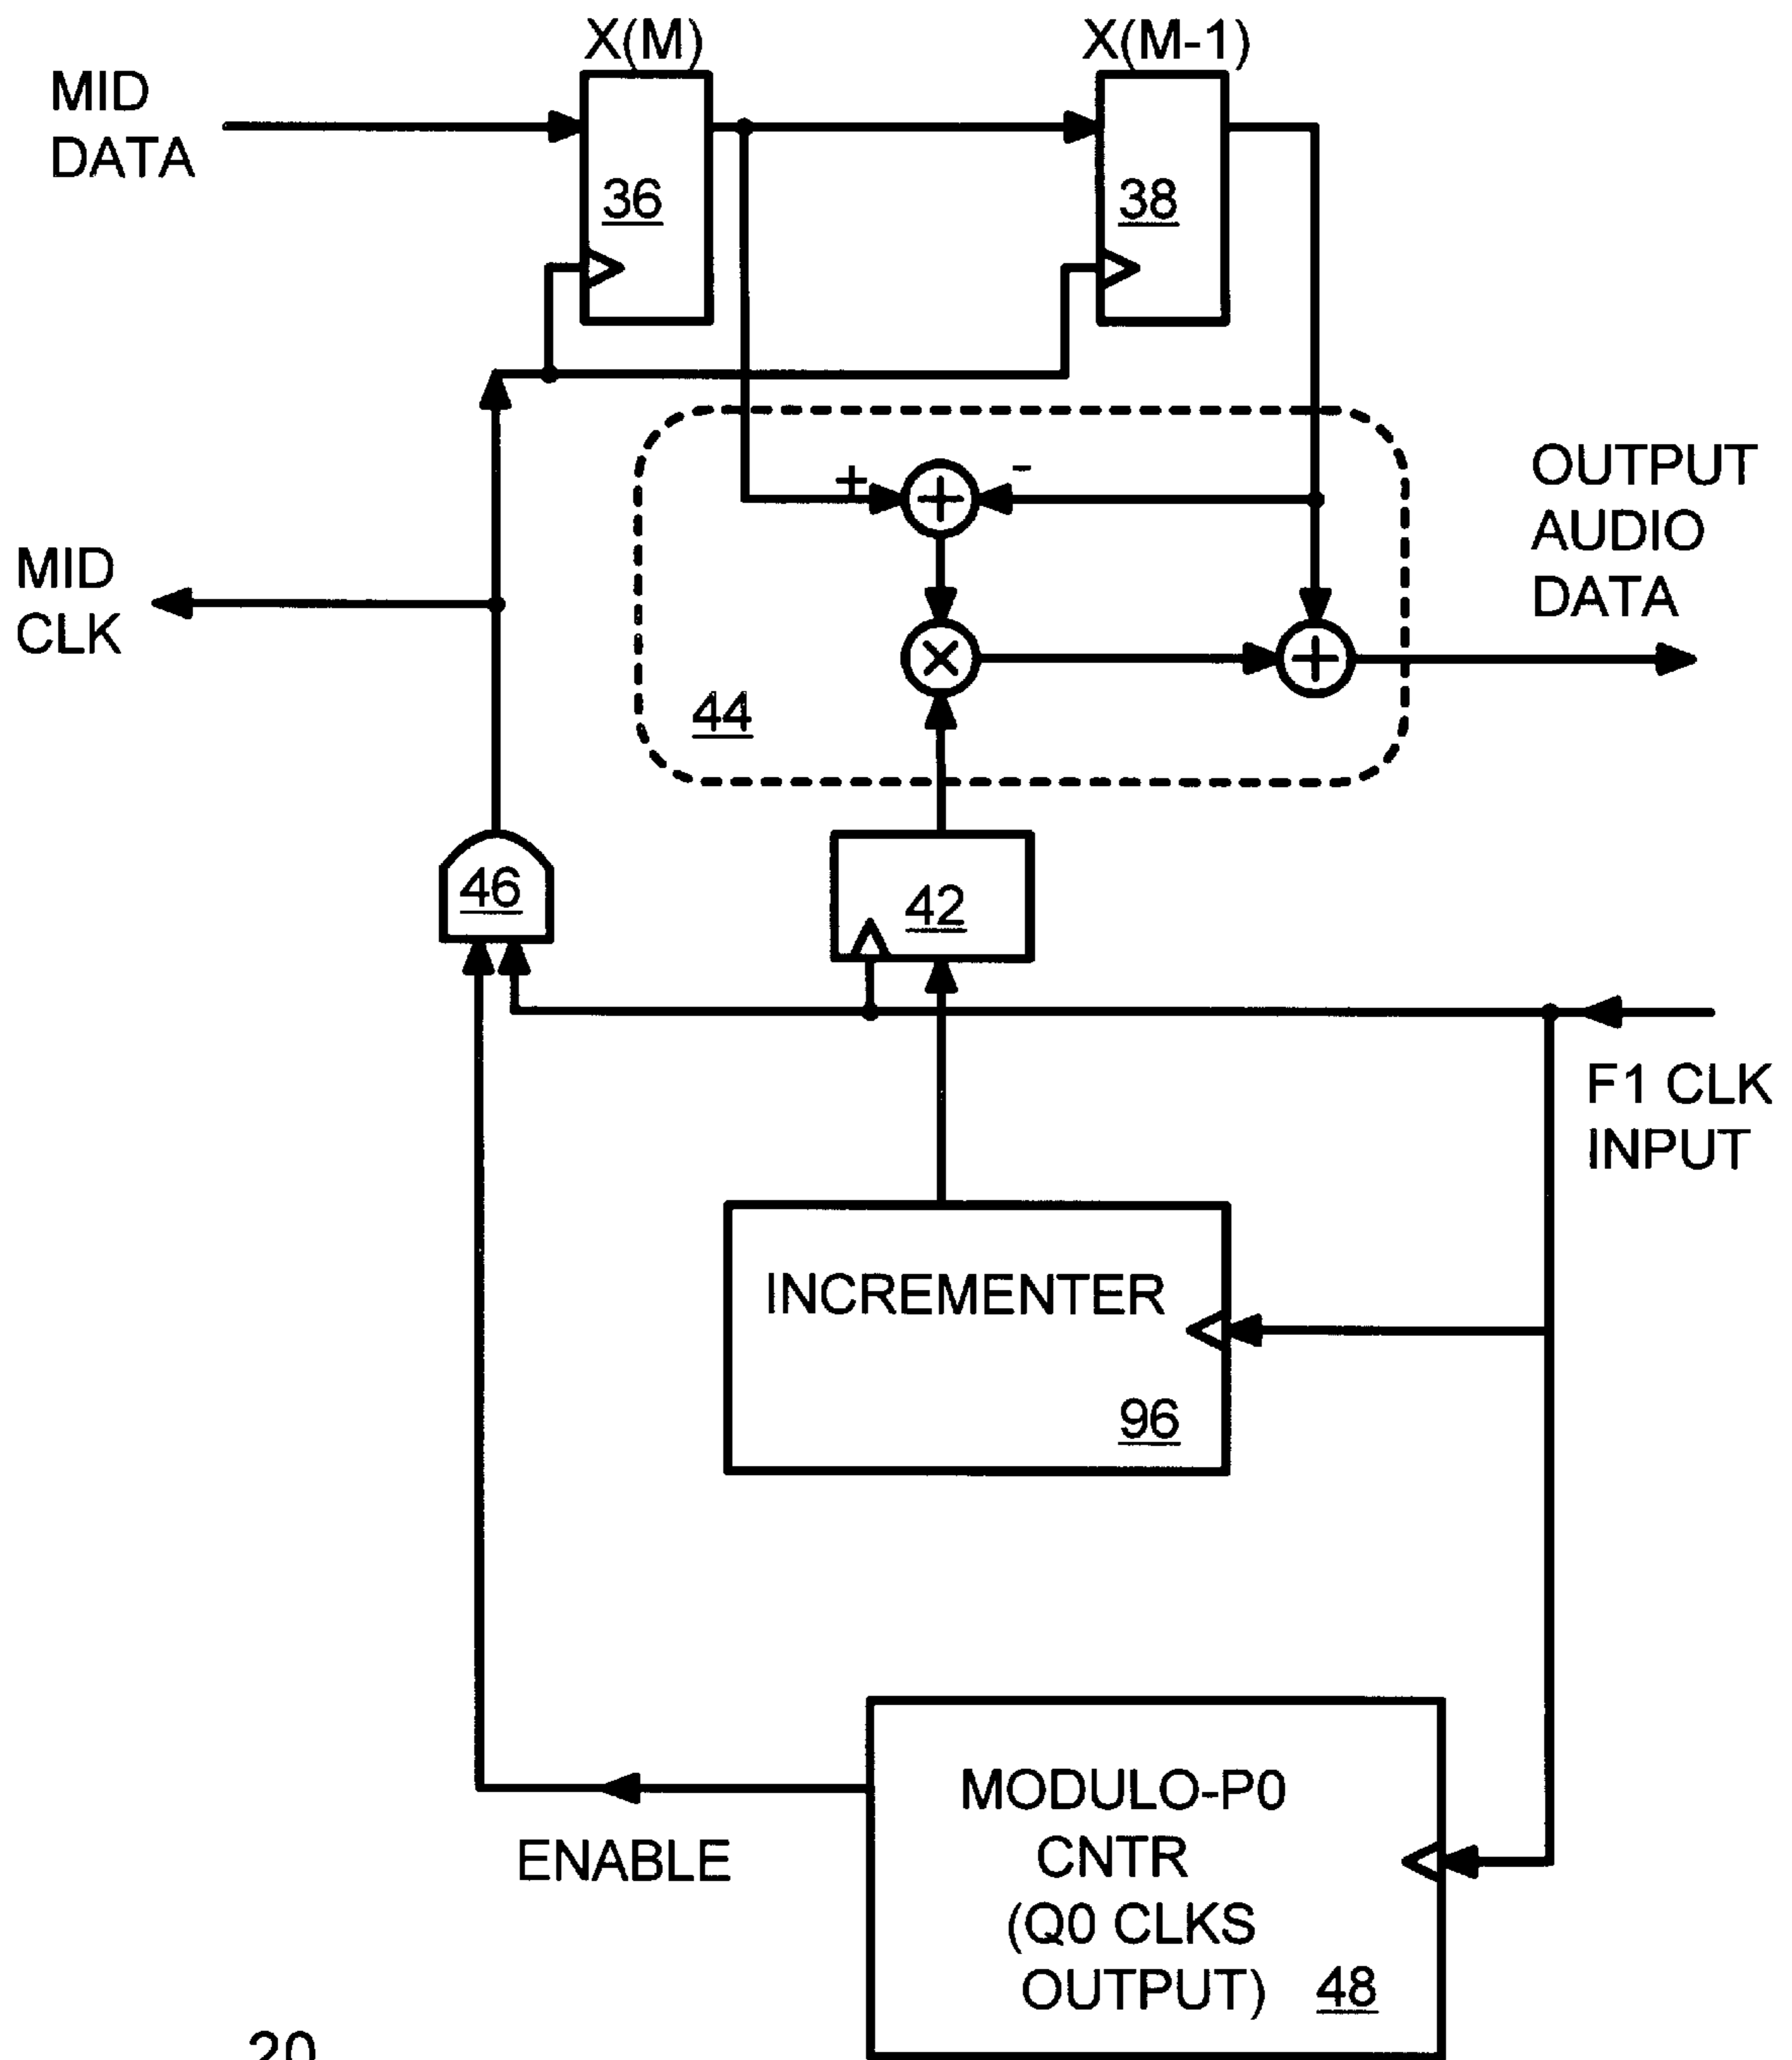 X(M)
X(M-1)
MID
DATA
36
38
+
-
OUTPUT
AUDIO
DATA
MID
CLK
44
46
42
F1 CLK
INPUT
INCREMENTER
96
MODULO-P0
CNTR
(Q0 CLKS
OUTPUT)
48
ENABLE
20